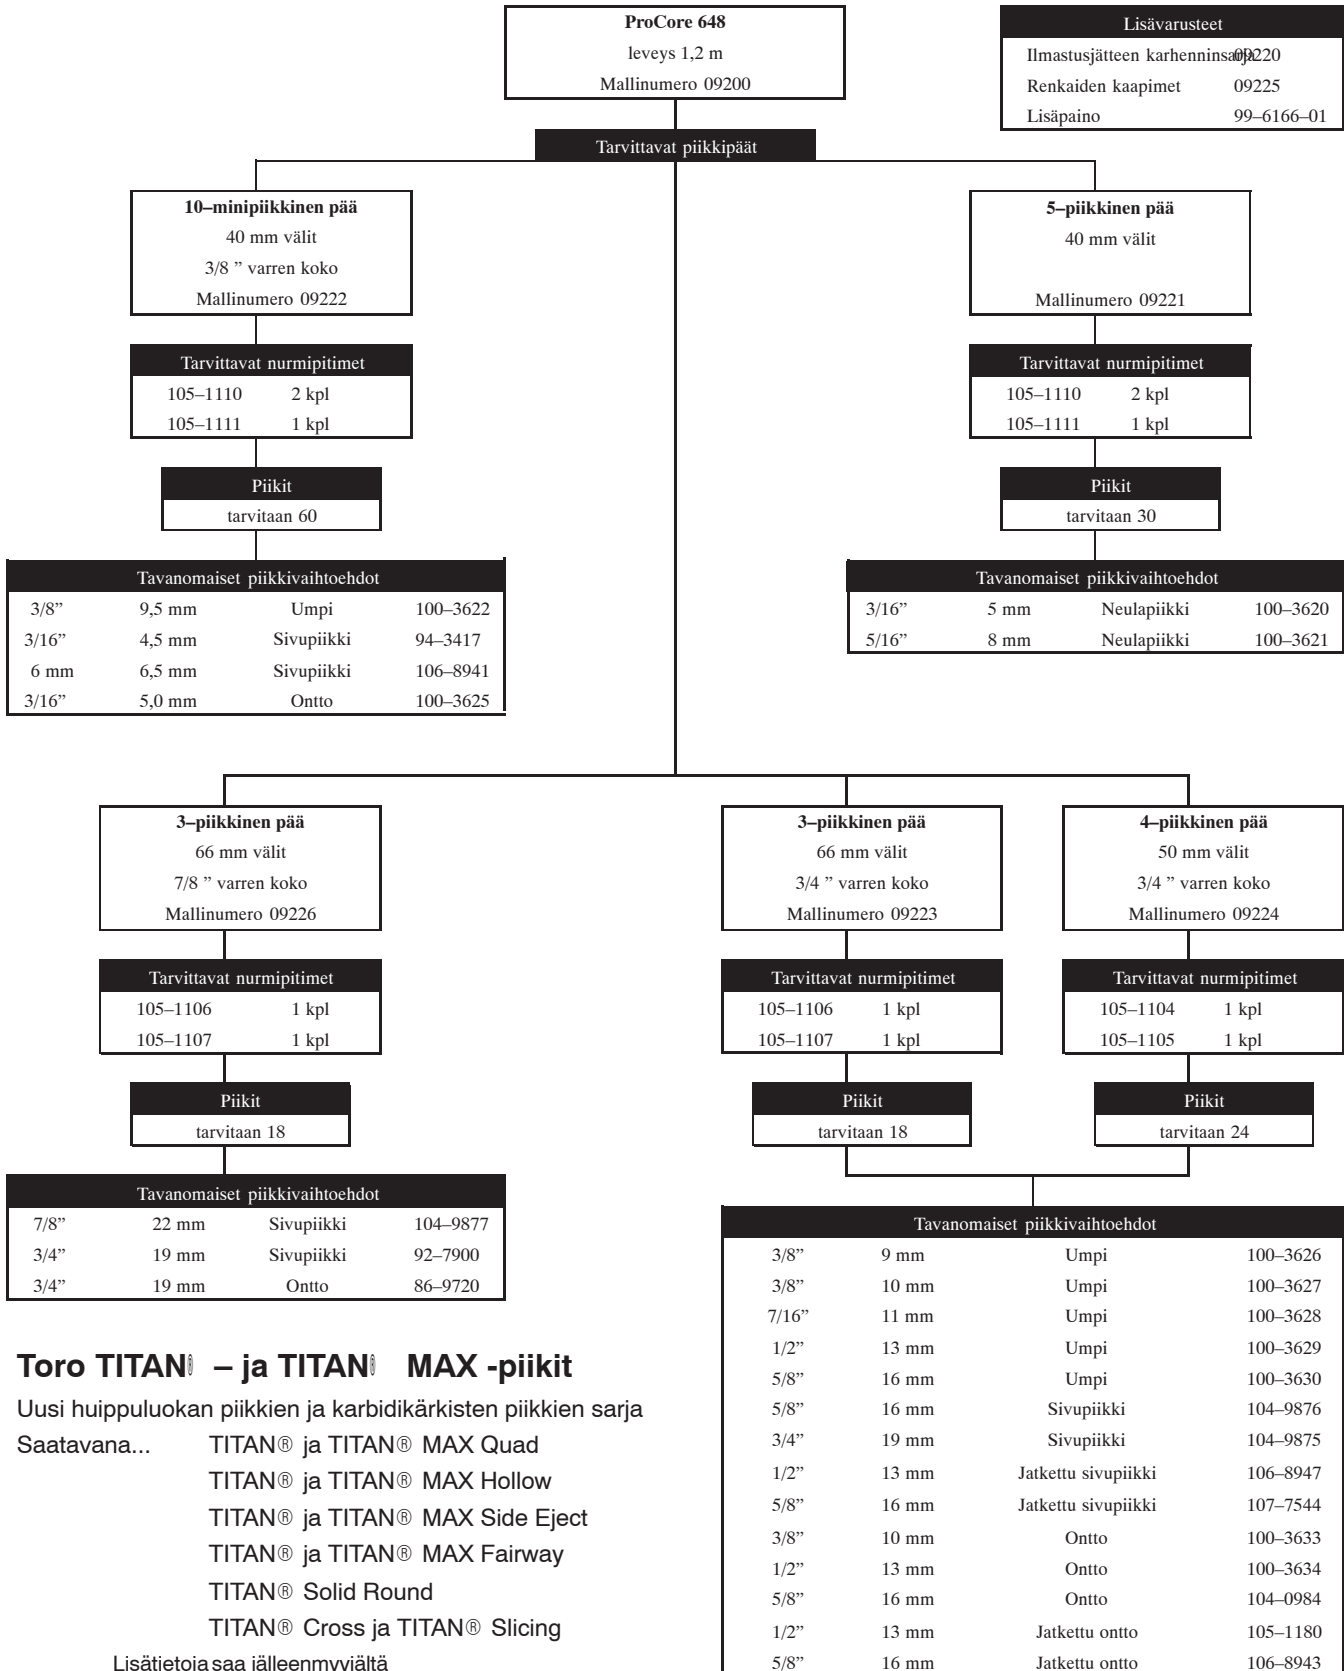 ProCore 648
leveys 1,2 m
Mallinumero 09200
Lisävarusteet
Ilmastusjätteen karhenninsarja 09220
Renkaiden kaapimet 09225
Lisäpaino 99–6166–01
Tarvittavat piikkipäät
10–minipiikkinen pää
40 mm välit
3/8 ” varren koko
Mallinumero 09222
Tarvittavat nurmipitimet
105–1110 2 kpl
105–1111 1 kpl
Piikit
tarvitaan 60
Tavanomaiset piikkivaihtoehdot
3/8” 9,5 mm Umpi 100–3622
3/16” 4,5 mm Sivupiikki 94–3417
6 mm 6,5 mm Sivupiikki 106–8941
3/16” 5,0 mm Ontto 100–3625
5–piikkinen pää
40 mm välit
Mallinumero 09221
Tarvittavat nurmipitimet
105–1110 2 kpl
105–1111 1 kpl
Piikit
tarvitaan 30
Tavanomaiset piikkivaihtoehdot
3/16” 5 mm Neulapiikki 100–3620
5/16” 8 mm Neulapiikki 100–3621
3–piikkinen pää
66 mm välit
7/8 ” varren koko
Mallinumero 09226
Tarvittavat nurmipitimet
105–1106 1 kpl
105–1107 1 kpl
Piikit
tarvitaan 18
Tavanomaiset piikkivaihtoehdot
7/8” 22 mm Sivupiikki 104–9877
3/4” 19 mm Sivupiikki 92–7900
3/4” 19 mm Ontto 86–9720
3–piikkinen pää
66 mm välit
3/4 ” varren koko
Mallinumero 09223
Tarvittavat nurmipitimet
105–1106 1 kpl
105–1107 1 kpl
Piikit
tarvitaan 18
4–piikkinen pää
50 mm välit
3/4 ” varren koko
Mallinumero 09224
Tarvittavat nurmipitimet
105–1104 1 kpl
105–1105 1 kpl
Piikit
tarvitaan 24
Tavanomaiset piikkivaihtoehdot
3/8” 9 mm Umpi 100–3626
3/8” 10 mm Umpi 100–3627
7/16” 11 mm Umpi 100–3628
1/2” 13 mm Umpi 100–3629
5/8” 16 mm Umpi 100–3630
5/8” 16 mm Sivupiikki 104–9876
3/4” 19 mm Sivupiikki 104–9875
1/2” 13 mm Jatkettu sivupiikki 106–8947
5/8” 16 mm Jatkettu sivupiikki 107–7544
3/8” 10 mm Ontto 100–3633
1/2” 13 mm Ontto 100–3634
5/8” 16 mm Ontto 104–0984
1/2” 13 mm Jatkettu ontto 105–1180
5/8” 16 mm Jatkettu ontto 106–8943
Toro TITAN® – ja TITAN® MAX -piikit
Uusi huippuluokan piikkien ja karbidikärkisten piikkien sarja
Saatavana... TITAN® ja TITAN® MAX Quad
TITAN® ja TITAN® MAX Hollow
TITAN® ja TITAN® MAX Side Eject
TITAN® ja TITAN® MAX Fairway
TITAN® Solid Round
TITAN® Cross ja TITAN® Slicing
Lisätietoja saa jälleenmyyjältä